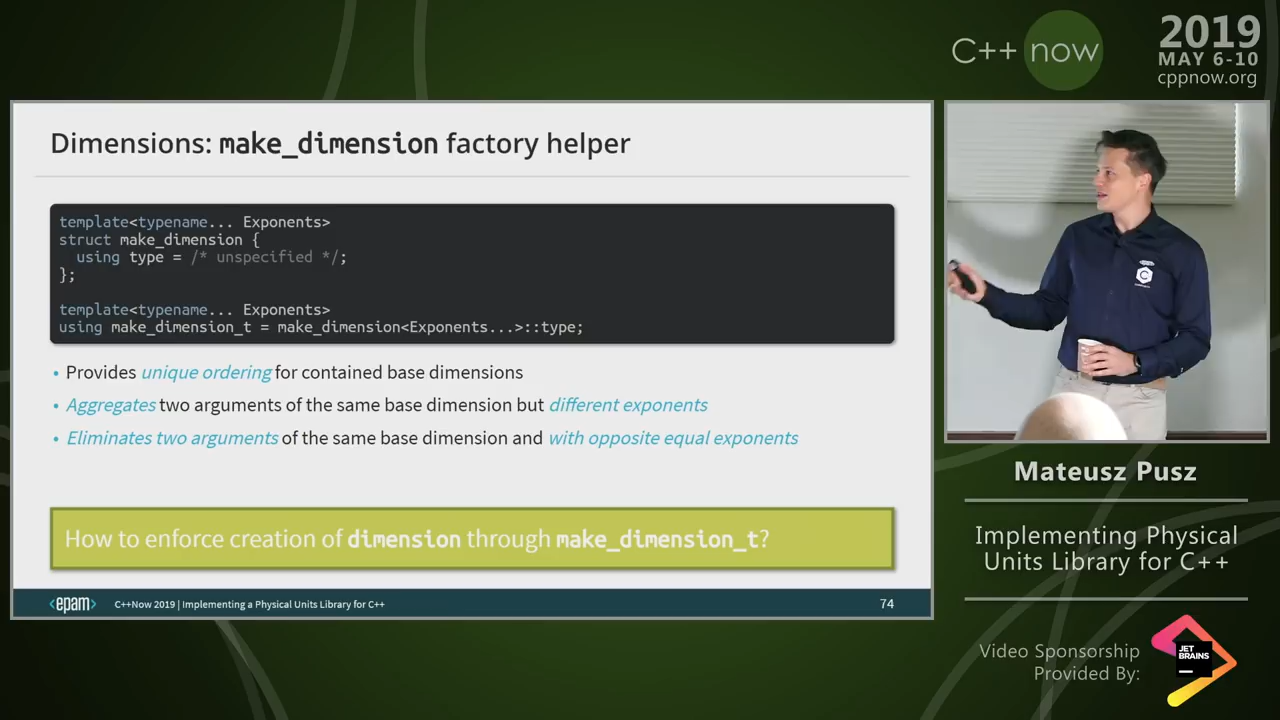 C++ now
2019
MAY 6-10
cppnow.org
Dimensions: make_dimension factory helper
template<typename... Exponents>
struct make_dimension {
  using type = /* unspecified */;
};
template<typename... Exponents>
using make_dimension_t = make_dimension<Exponents...>::type;
• Provides unique ordering for contained base dimensions
• Aggregates two arguments of the same base dimension but different exponents
• Eliminates two arguments of the same base dimension and with opposite equal exponents
How to enforce creation of dimension through make_dimension_t?
<epam>
C++Now 2019 | Implementing a Physical Units Library for C++
74
Mateusz Pusz
Implementing Physical
Units Library for C++
Video Sponsorship
Provided By:
JET
BRAINS